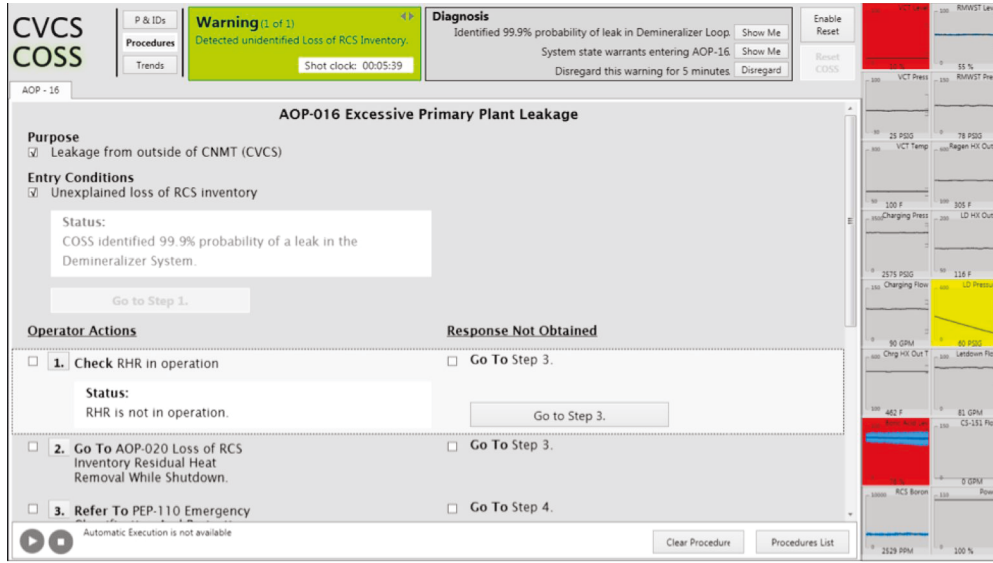 CVCS
COSS
P & IDs
Procedures
Trends
Warning (1 of 1)
Detected unidentified Loss of RCS Inventory.
Shot clock: 00:05:39
Diagnosis
Identified 99.9% probability of leak in Demineralizer Loop. Show Me
System state warrants entering AOP-16. Show Me
Disregard this warning for 5 minutes. Disregard
Enable
Reset
Reset
COSS
AOP - 16
AOP-016 Excessive Primary Plant Leakage
Purpose
Leakage from outside of CNMT (CVCS)
Entry Conditions
Unexplained loss of RCS inventory
Status:
COSS identified 99.9% probability of a leak in the
Demineralizer System.
Go to Step 1.
Operator Actions
Response Not Obtained
1. Check RHR in operation
Go To Step 3.
Status:
RHR is not in operation.
Go to Step 3.
2. Go To AOP-020 Loss of RCS
Inventory Residual Heat
Removal While Shutdown.
Go To Step 3.
3. Refer To PEP-110 Emergency
Go To Step 4.
Automatic Execution is not available
Clear Procedure
Procedures List
VCT Level
RMWST Lev
55 %
VCT Press
RMWST Pre
25 PSIG
78 PSIG
VCT Temp
Regen HX Out
100 F
305 F
Charging Press
LD HX Out
2575 PSIG
116 F
Charging Flow
LD Pressu
90 GPM
60 PSIG
Chrg HX Out T
Letdown Flo
462 F
81 GPM
CS-151 Flo
0 GPM
RCS Boron
Pow
2529 PPM
100 %